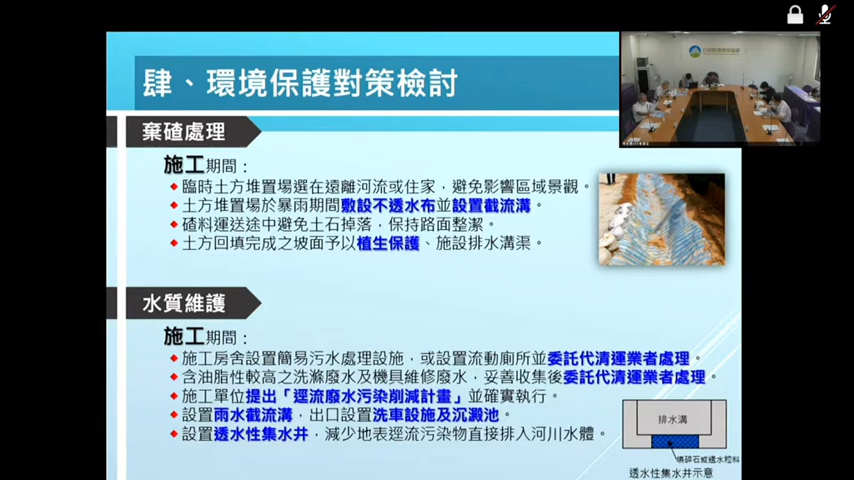 肆、環境保護對策檢討
棄碴處理
施工期間：
臨時土方堆置場選在遠離河流或住家，避免影響區域景觀。
土方堆置場於暴雨期間敷設不透水布並設置截流溝。
碴料運送途中避免土石掉落，保持路面整潔。
土方回填完成之坡面予以植生保護、施設排水溝渠。
水質維護
施工期間：
施工房舍設置簡易污水處理設施，或設置流動廁所並委託代清運業者處理。
含油脂性較高之洗滌廢水及機具維修廢水，妥善收集後委託代清運業者處理。
施工單位提出「逕流廢水污染削減計畫」並確實執行。
設置雨水截流溝，出口設置洗車設施及沉澱池。
設置透水性集水井，減少地表逕流污染物直接排入河川水體。
排水溝
填碎石或透水粒料
透水性集水井示意